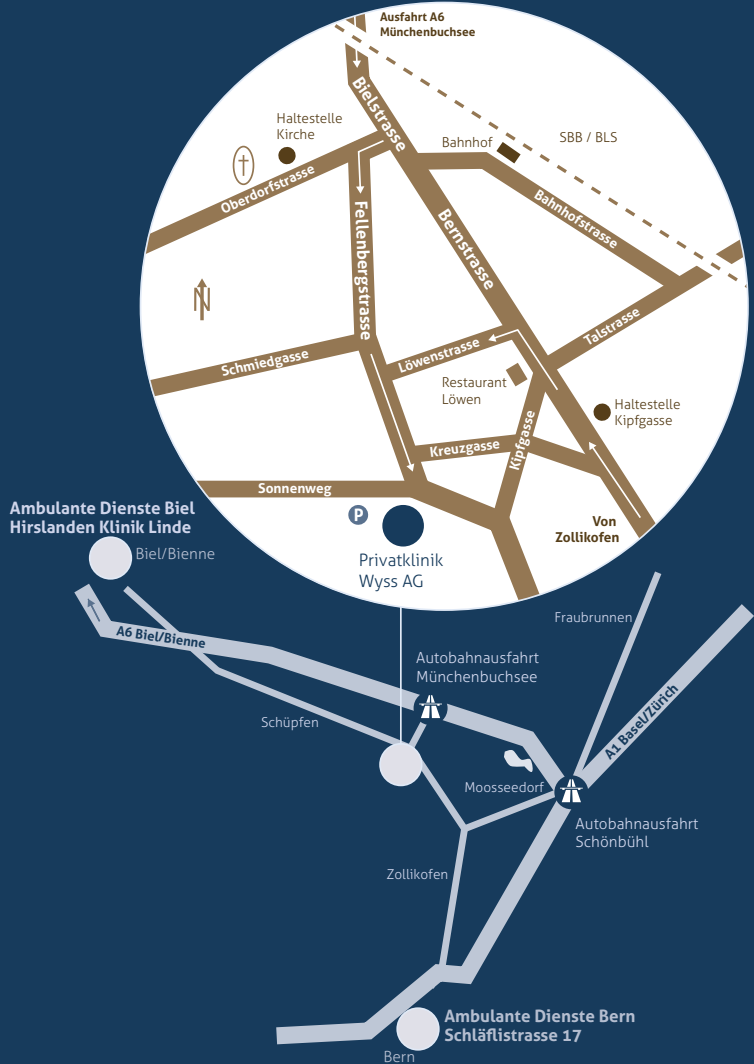 Ausfahrt A6
Münchenbuchsee
Bielstrasse
Haltestelle
Kirche
Bahnhof
SBB / BLS
Oberdorfstrasse
Fellenbergstrasse
Bernstrasse
Bahnhofstrasse
N
Talstrasse
Löwenstrasse
Schmiedgasse
Restaurant
Löwen
Haltestelle
Kipfgasse
Kipfgasse
Kreuzgasse
Sonnenweg
P
Von
Zollikofen
Privatklinik
Wyss AG
Ambulante Dienste Biel
Hirslanden Klinik Linde
Biel/Bienne
A6 Biel/Bienne
Fraubrunnen
Autobahnausfahrt
Münchenbuchsee
A1 Basel/Zürich
Schüpfen
Moosseedorf
Autobahnausfahrt
Schönbühl
Zollikofen
Ambulante Dienste Bern
Schläflistrasse 17
Bern